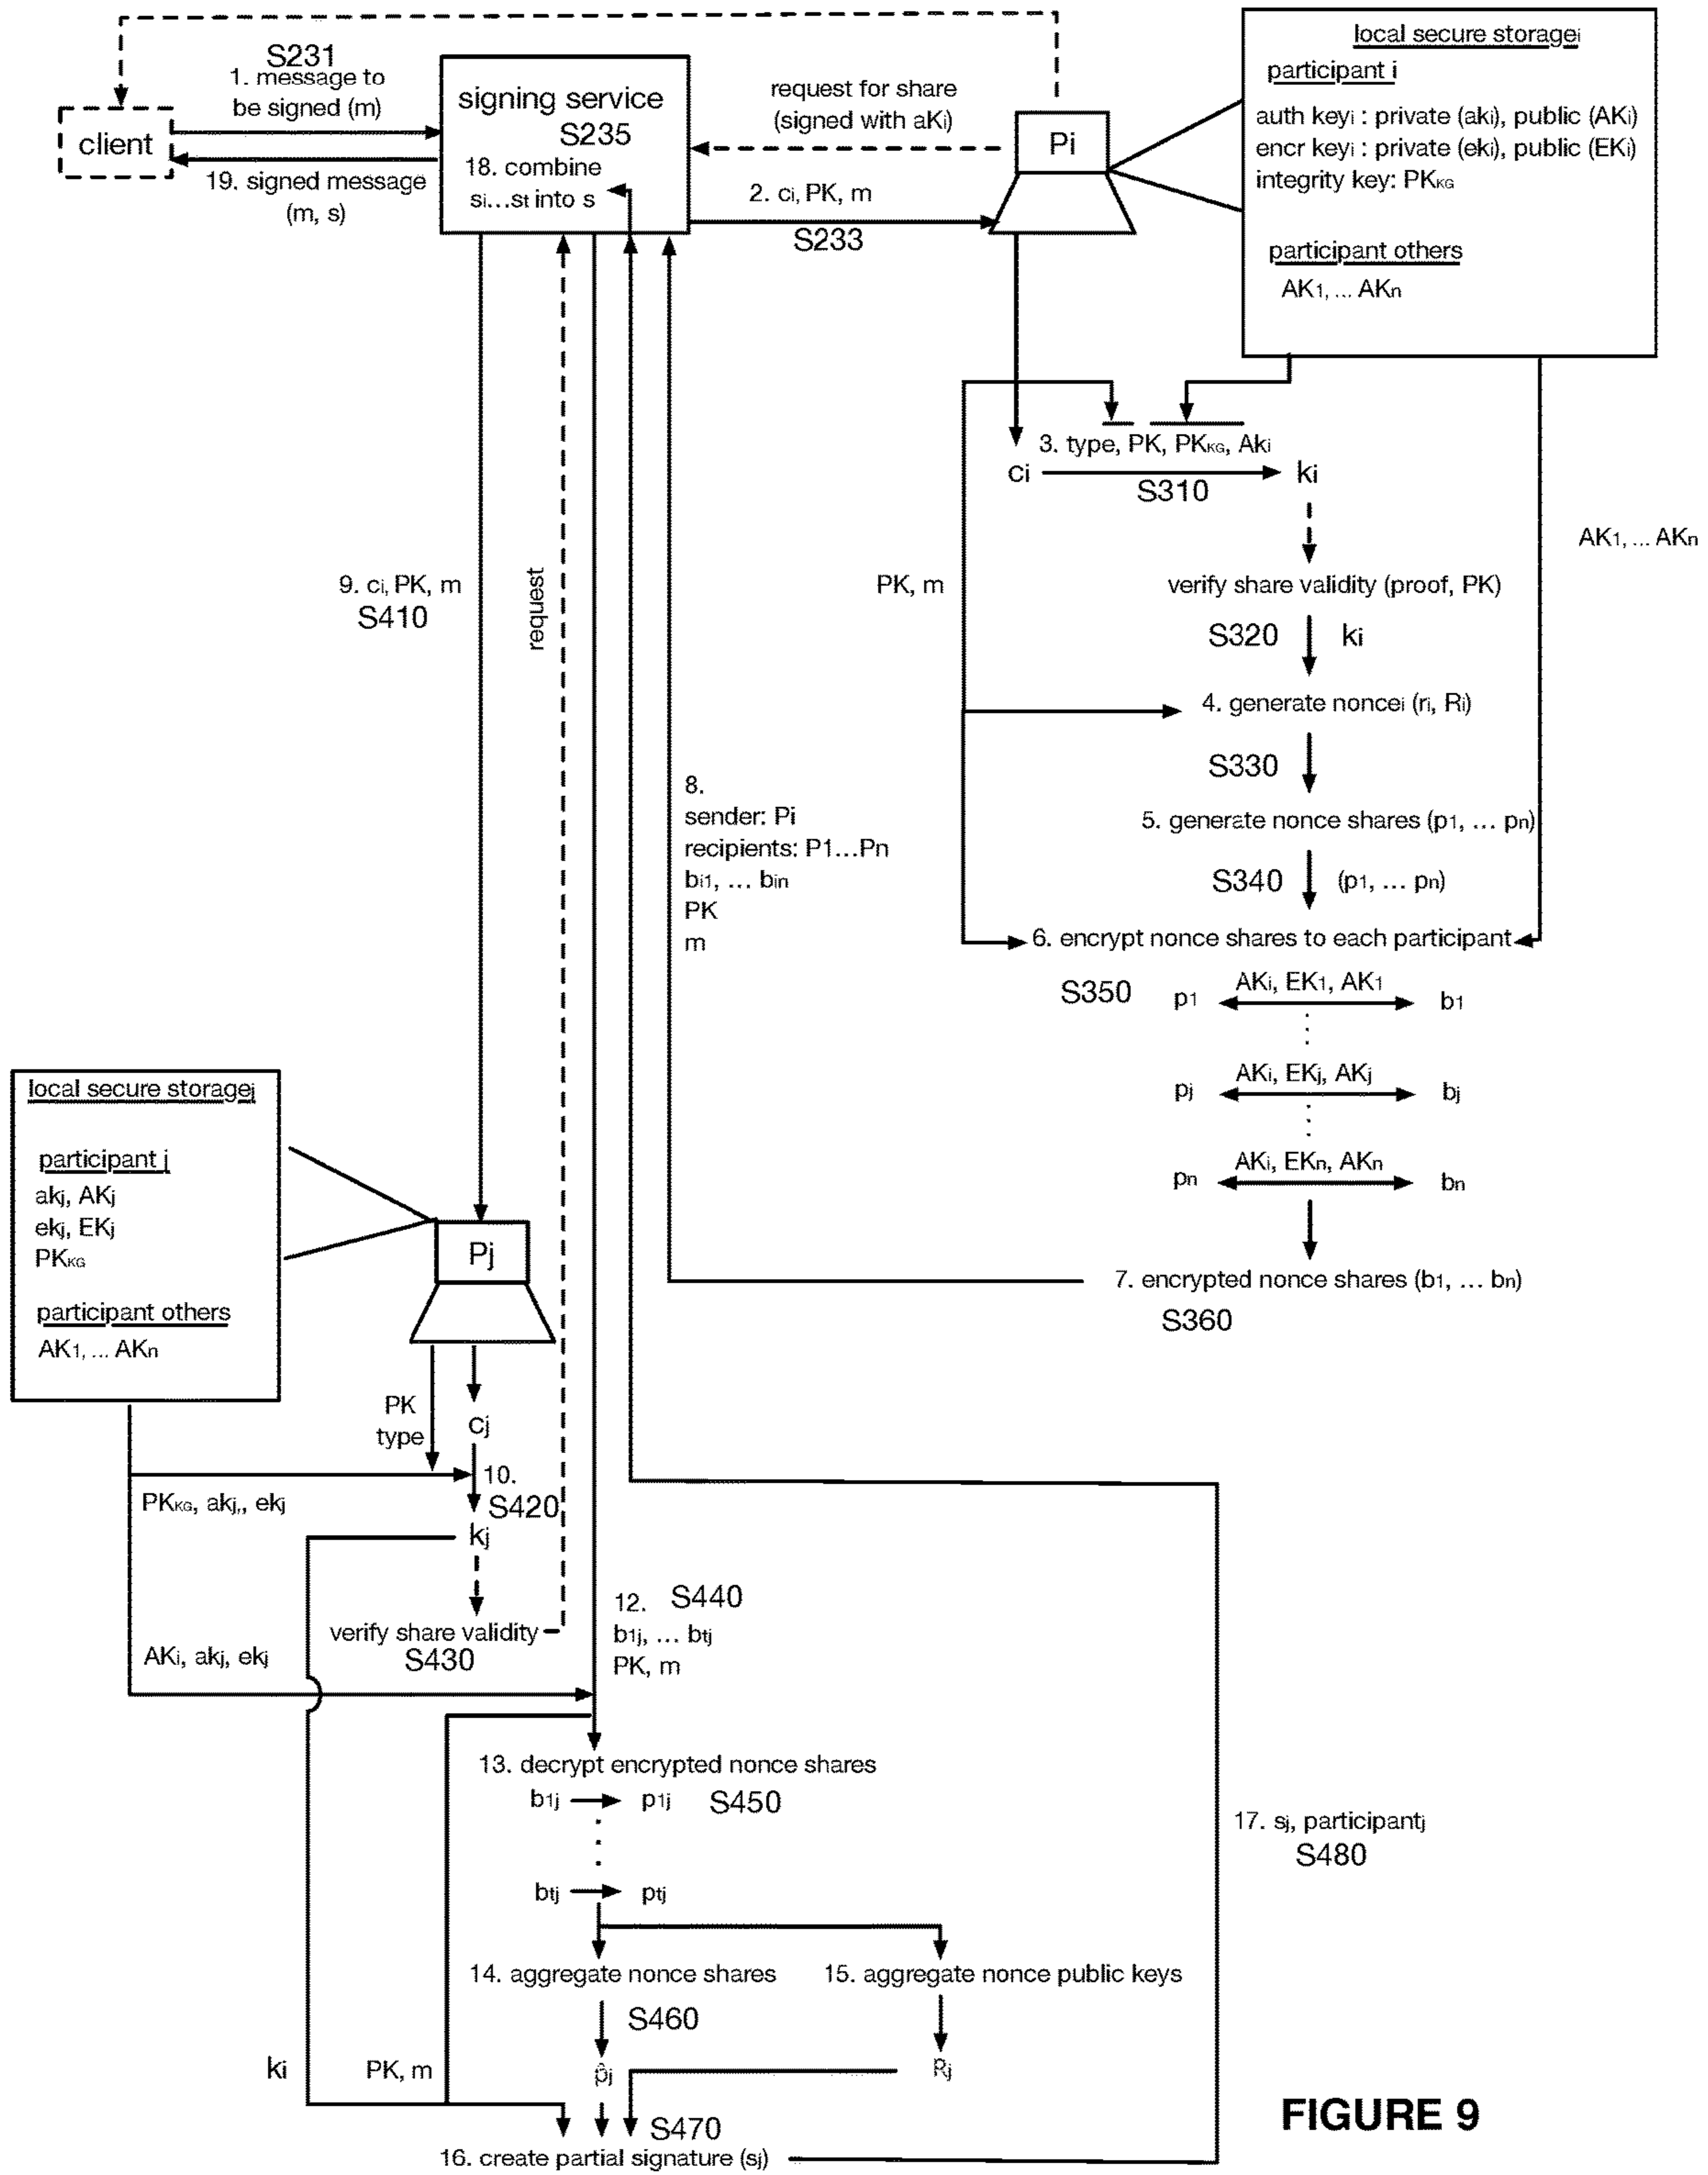 S231
1. message to
be signed (m)
client
19. signed message
(m, s)
signing service
S235
18. combine
si...st into s
request for share
(signed with aKi)
2. ci, PK, m
S233
Pi
local secure storagei
participant i
auth keyi : private (aki), public (AKi)
encr keyi : private (eki), public (EKi)
integrity key: PKKG
participant others
AK1, ... AKn
3. type, PK, PKKG, Aki
ci
ki
S310
AK1, ... AKn
PK, m
verify share validity (proof, PK)
S320
ki
4. generate noncei (ri, Ri)
S330
5. generate nonce shares (p1, ... pn)
S340
(p1, ... pn)
6. encrypt nonce shares to each participant
S350
p1
AKi, EK1, AK1
b1
pj
AKi, EKj, AKj
bj
pn
AKi, EKn, AKn
bn
7. encrypted nonce shares (b1, ... bn)
S360
9. ci, PK, m
S410
request
8.
sender: Pi
recipients: P1...Pn
bi1, ... bin
PK
m
local secure storagej
participant j
akj, AKj
ekj, EKj
PKKG
participant others
AK1, ... AKn
Pj
PK
type
cj
10.
PKKG, akj,, ekj
S420
kj
verify share validity
S430
AKi, akj, ekj
12.
S440
b1j, ... btj
PK, m
13. decrypt encrypted nonce shares
b1j
p1j
S450
btj
ptj
14. aggregate nonce shares
15. aggregate nonce public keys
S460
p̂j
Rj
ki
PK, m
S470
16. create partial signature (sj)
17. sj, participantj
S480
FIGURE 9